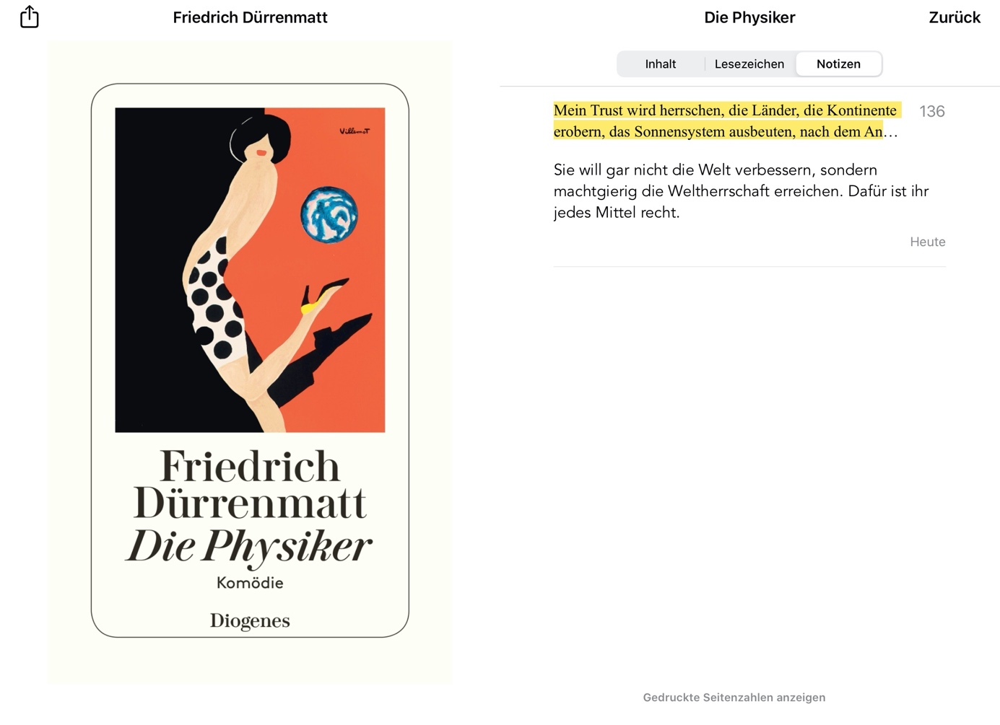 Friedrich Dürrenmatt
Die Physiker
Zurück
Inhalt
Lesezeichen
Notizen
Villemot
Friedrich
Dürrenmatt
Die Physiker
Komödie
Diogenes
Mein Trust wird herrschen, die Länder, die Kontinente
136
erobern, das Sonnensystem ausbeuten, nach dem An…
Sie will gar nicht die Welt verbessern, sondern
machtgierig die Weltherrschaft erreichen. Dafür ist ihr
jedes Mittel recht.
Heute
Gedruckte Seitenzahlen anzeigen